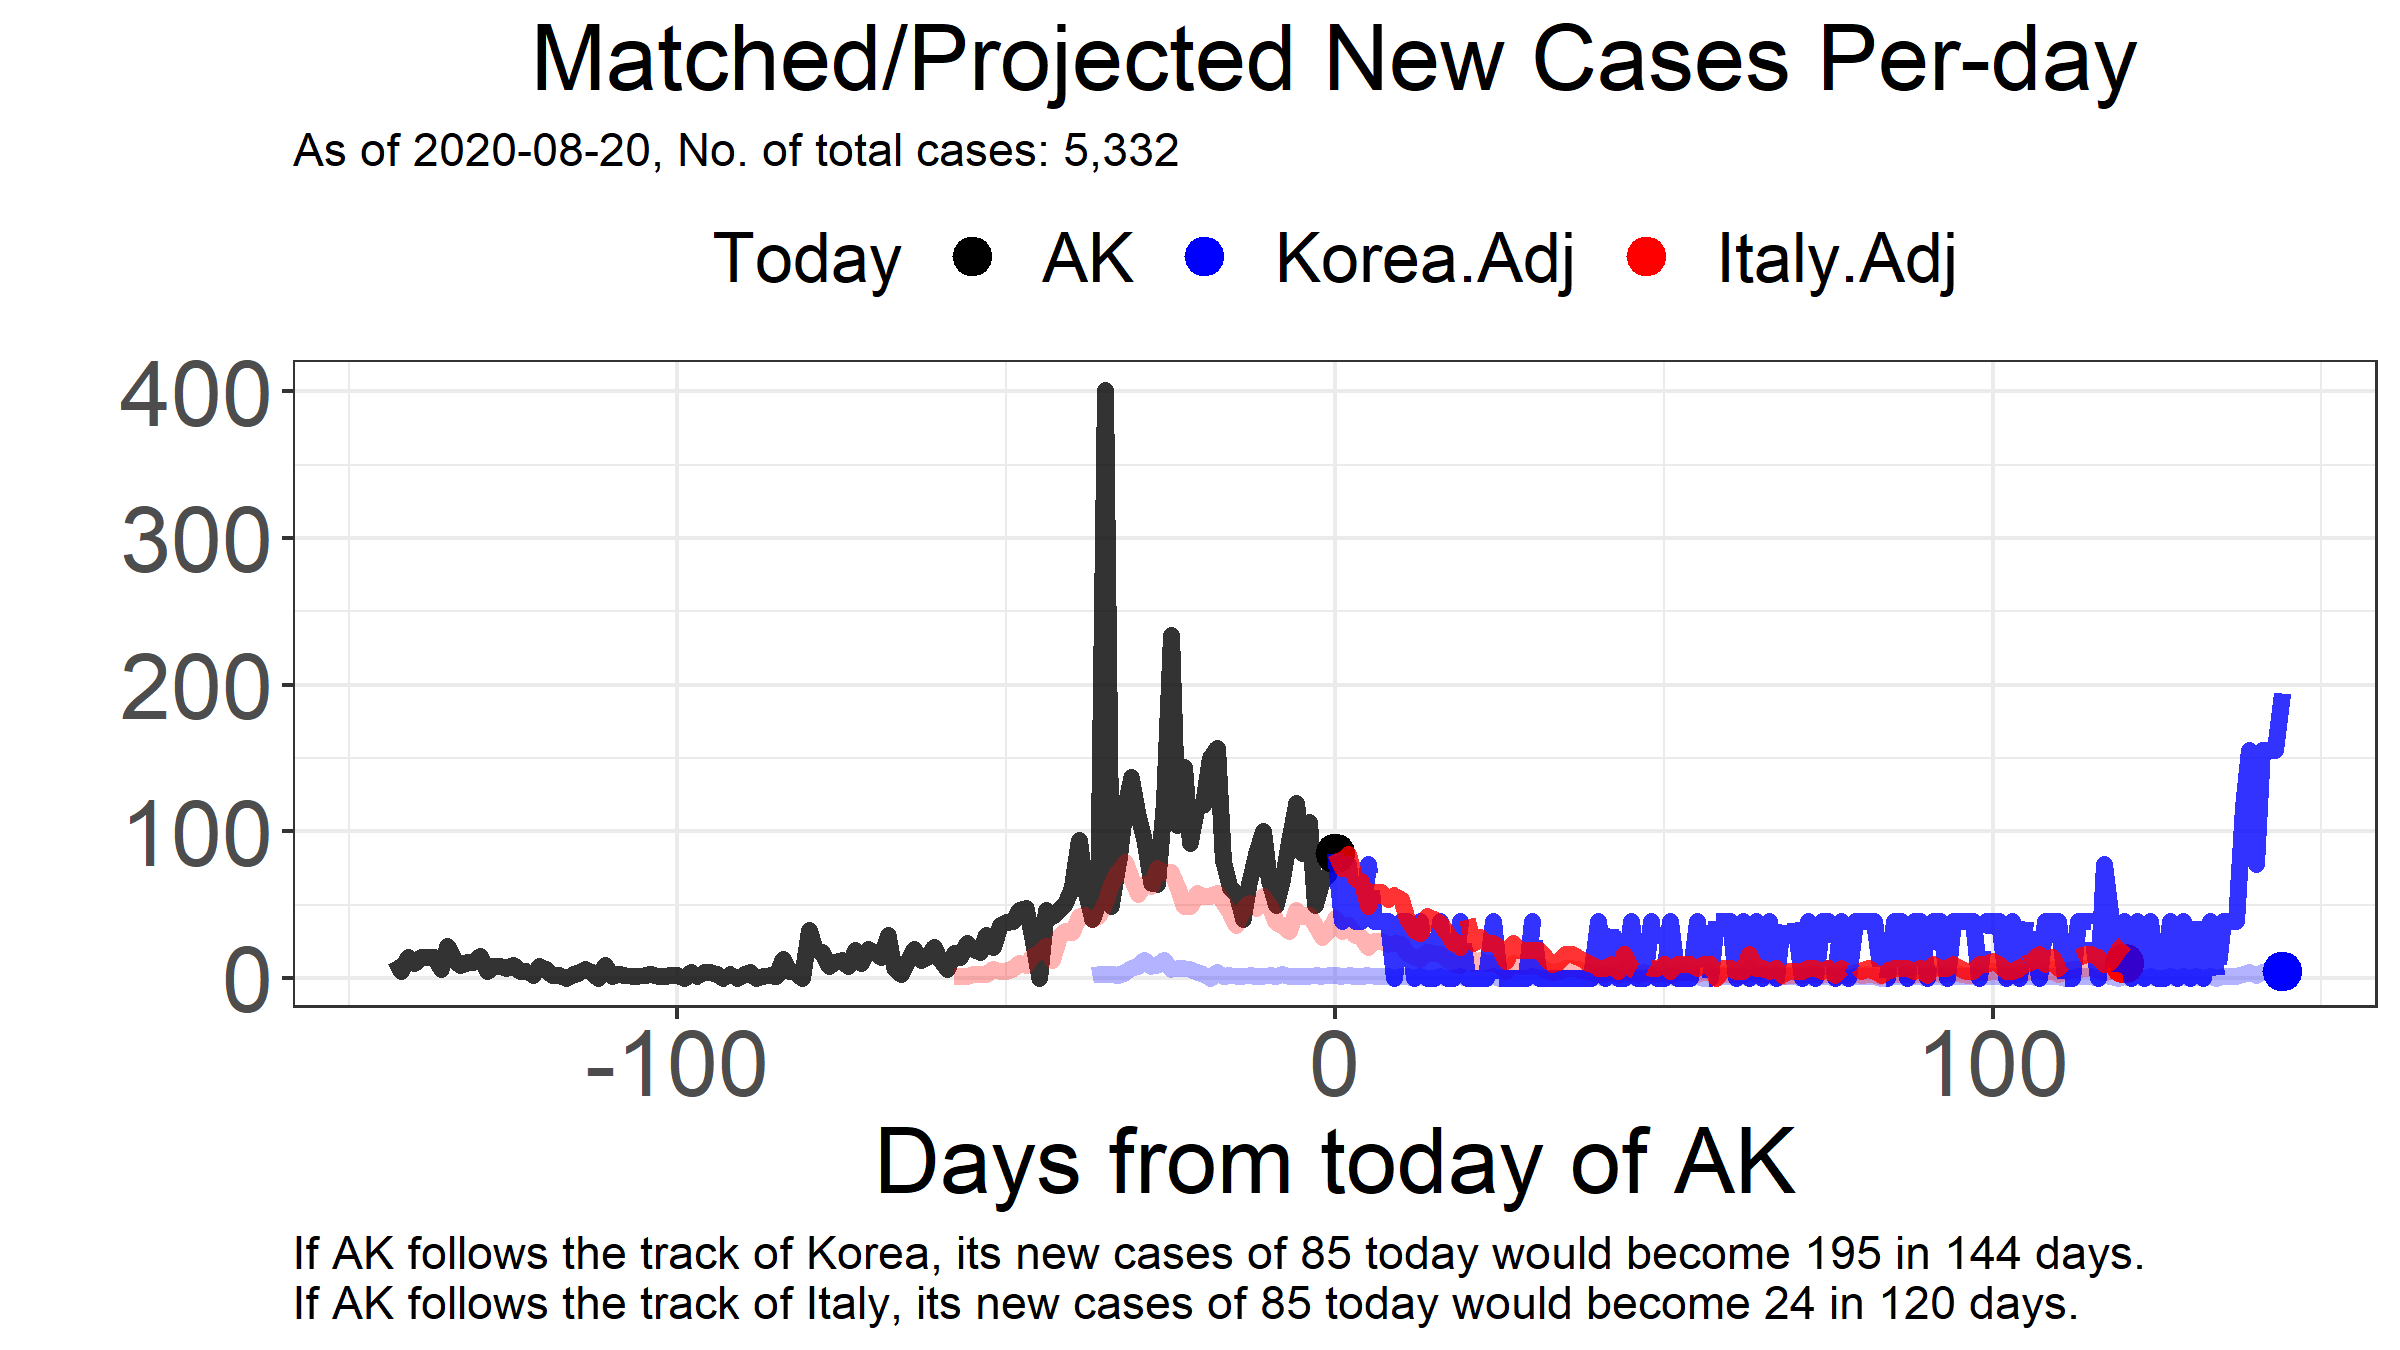 Matched/Projected New Cases Per-day
As of 2020-08-20, No. of total cases: 5,332
Today AK Korea.Adj Italy.Adj
400
300
200
100
0
-100 0 100
Days from today of AK
If AK follows the track of Korea, its new cases of 85 today would become 195 in 144 days.
If AK follows the track of Italy, its new cases of 85 today would become 24 in 120 days.